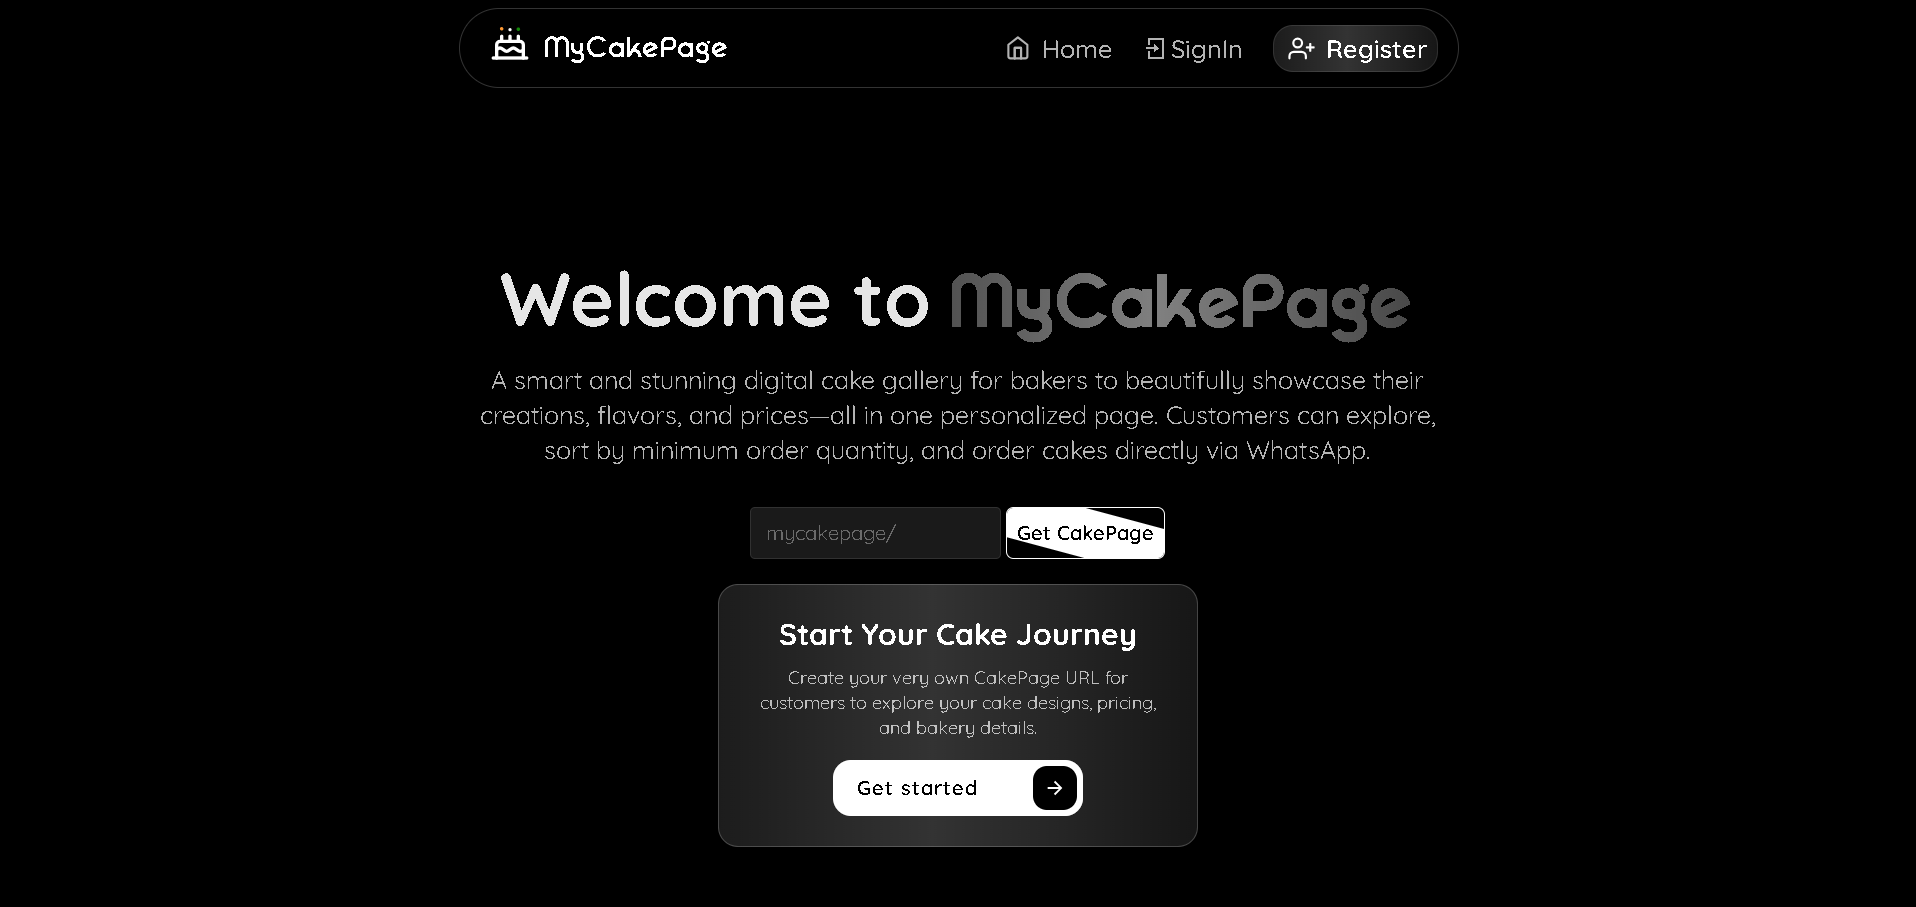 MyCakePage
Home
SignIn
Register
Welcome to MyCakePage
A smart and stunning digital cake gallery for bakers to beautifully showcase their
creations, flavors, and prices—all in one personalized page. Customers can explore,
sort by minimum order quantity, and order cakes directly via WhatsApp.
mycakepage/
Get CakePage
Start Your Cake Journey
Create your very own CakePage URL for
customers to explore your cake designs, pricing,
and bakery details.
Get started